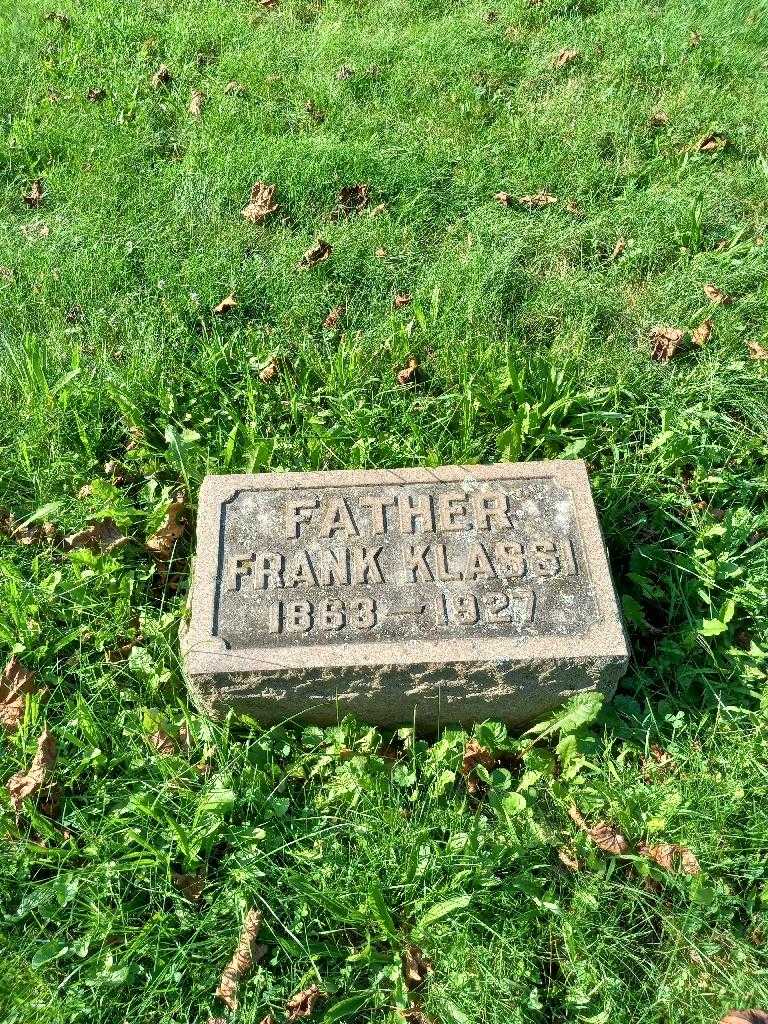 FATHER
FRANK KLASSI
1863 — 1927